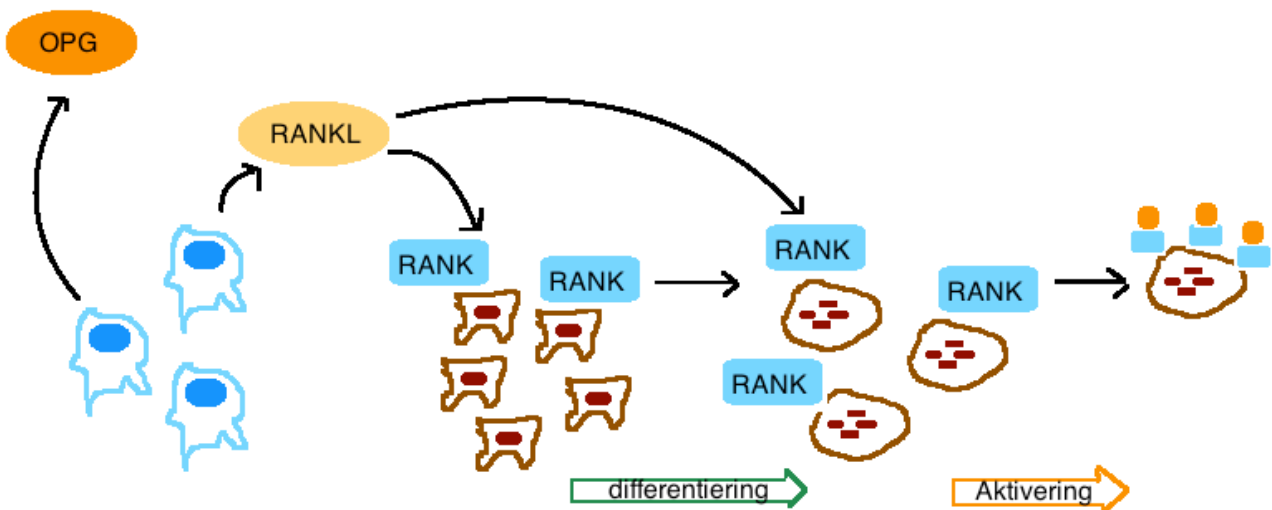 OPG
RANKL
RANK
RANK
RANK
RANK
RANK
differentiering
Aktivering